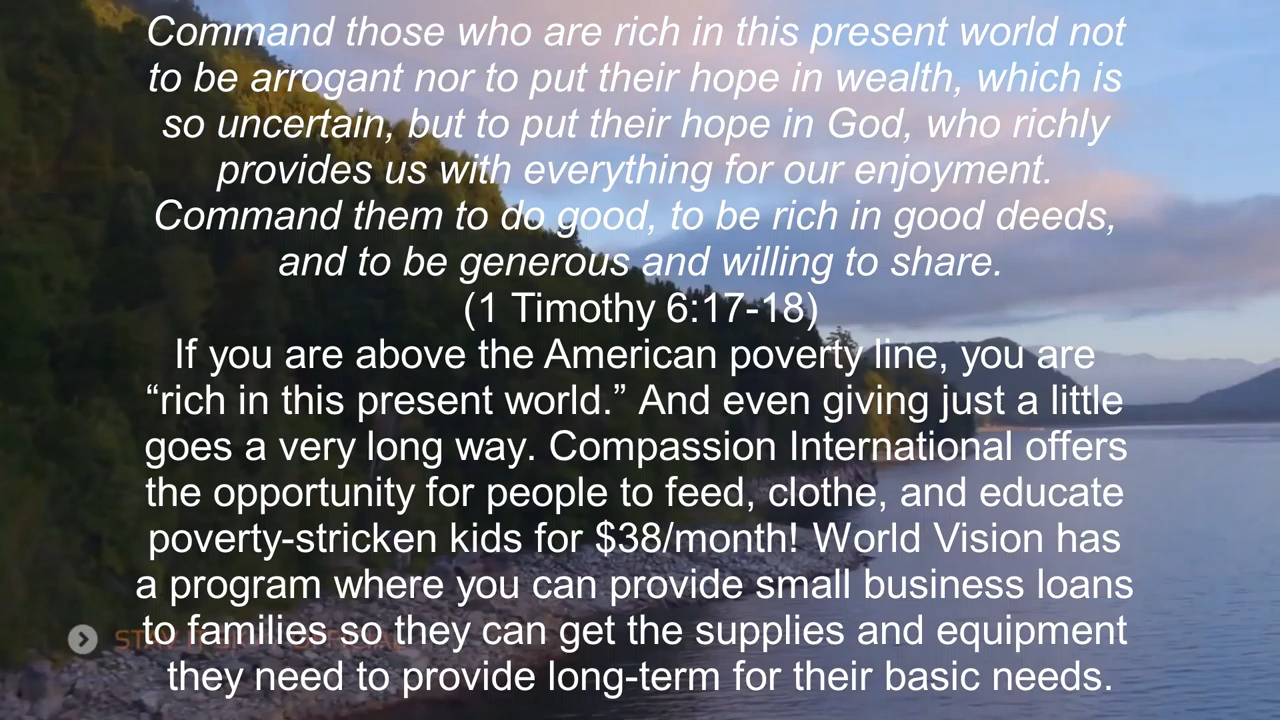 Command those who are rich in this present world not
to be arrogant nor to put their hope in wealth, which is
so uncertain, but to put their hope in God, who richly
provides us with everything for our enjoyment.
Command them to do good, to be rich in good deeds,
and to be generous and willing to share.
(1 Timothy 6:17-18)
If you are above the American poverty line, you are
“rich in this present world.” And even giving just a little
goes a very long way. Compassion International offers
the opportunity for people to feed, clothe, and educate
poverty-stricken kids for $38/month! World Vision has
a program where you can provide small business loans
to families so they can get the supplies and equipment
they need to provide long-term for their basic needs.